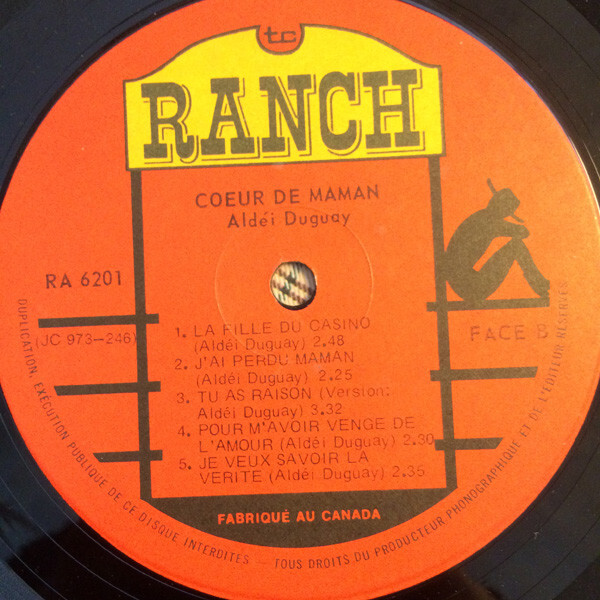 tc
RANCH
COEUR DE MAMAN
Aldéi Duguay
RA 6201
(JC 973-246)
FACE B
1. LA FILLE DU CASINO
(Aldéi Duguay) 2.48
2. J'AI PERDU MAMAN
(Aldéi Duguay) 2.25
3. TU AS RAISON (Version:
Aldéi Duguay) 3.32
4. POUR M'AVOIR VENGE DE
L'AMOUR (Aldéi Duguay) 2.30
5. JE VEUX SAVOIR LA
VERITE (Aldéi Duguay) 2.35
FABRIQUÉ AU CANADA
DUPLICATION, EXÉCUTION PUBLIQUE DE CE DISQUE INTERDITES – TOUS DROITS DU PRODUCTEUR PHONOGRAPHIQUE ET DE L'ÉDITEUR RÉSERVÉS